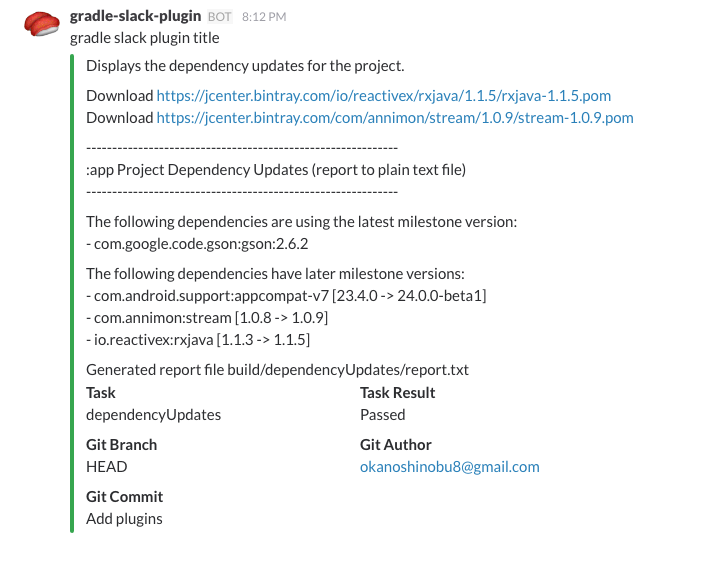 gradle-slack-plugin BOT 8:12 PM
gradle slack plugin title
Displays the dependency updates for the project.
Download https://jcenter.bintray.com/io/reactivex/rxjava/1.1.5/rxjava-1.1.5.pom
Download https://jcenter.bintray.com/com/annimon/stream/1.0.9/stream-1.0.9.pom
------------------------------------------------------------
:app Project Dependency Updates (report to plain text file)
------------------------------------------------------------
The following dependencies are using the latest milestone version:
- com.google.code.gson:gson:2.6.2
The following dependencies have later milestone versions:
- com.android.support:appcompat-v7 [23.4.0 -> 24.0.0-beta1]
- com.annimon:stream [1.0.8 -> 1.0.9]
- io.reactivex:rxjava [1.1.3 -> 1.1.5]
Generated report file build/dependencyUpdates/report.txt
Task Task Result
dependencyUpdates Passed
Git Branch Git Author
HEAD okanoshinobu8@gmail.com
Git Commit
Add plugins